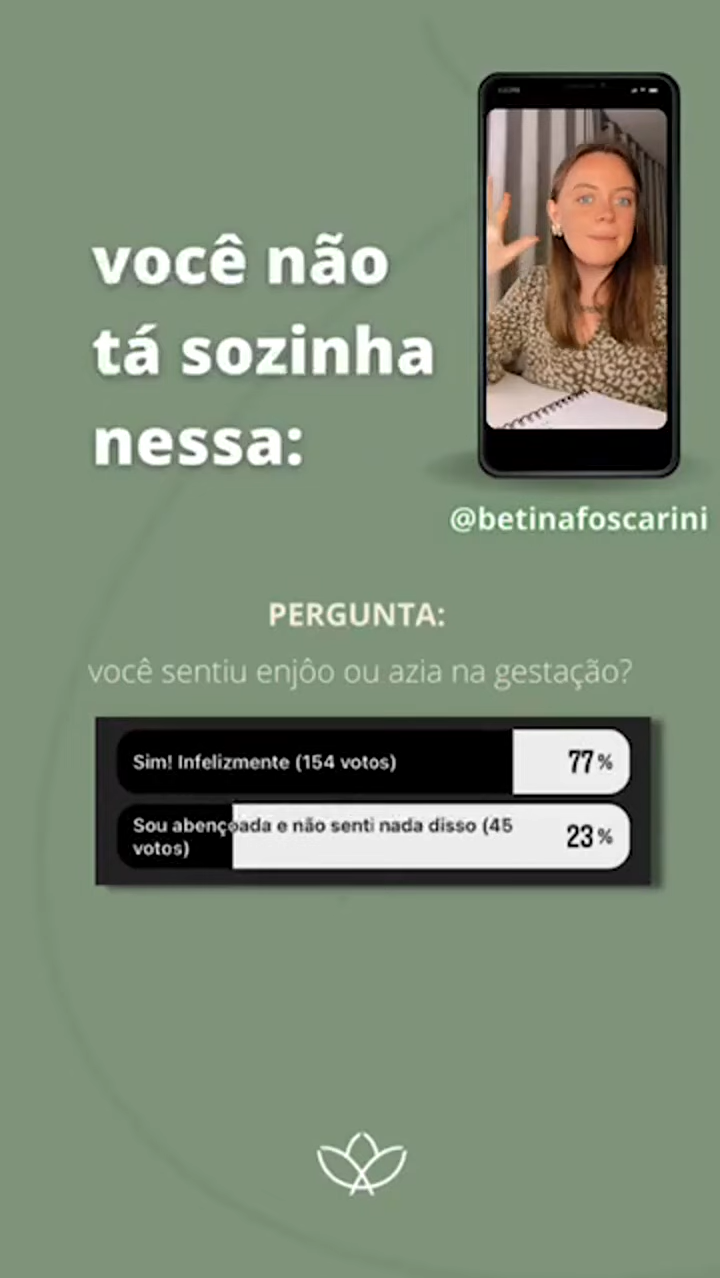 você não
tá sozinha
nessa:
@betinafoscarini
PERGUNTA:
você sentiu enjôo ou azia na gestação?
Sim! Infelizmente (154 votos)
77%
Sou abençoada e não senti nada disso (45
votos)
23%